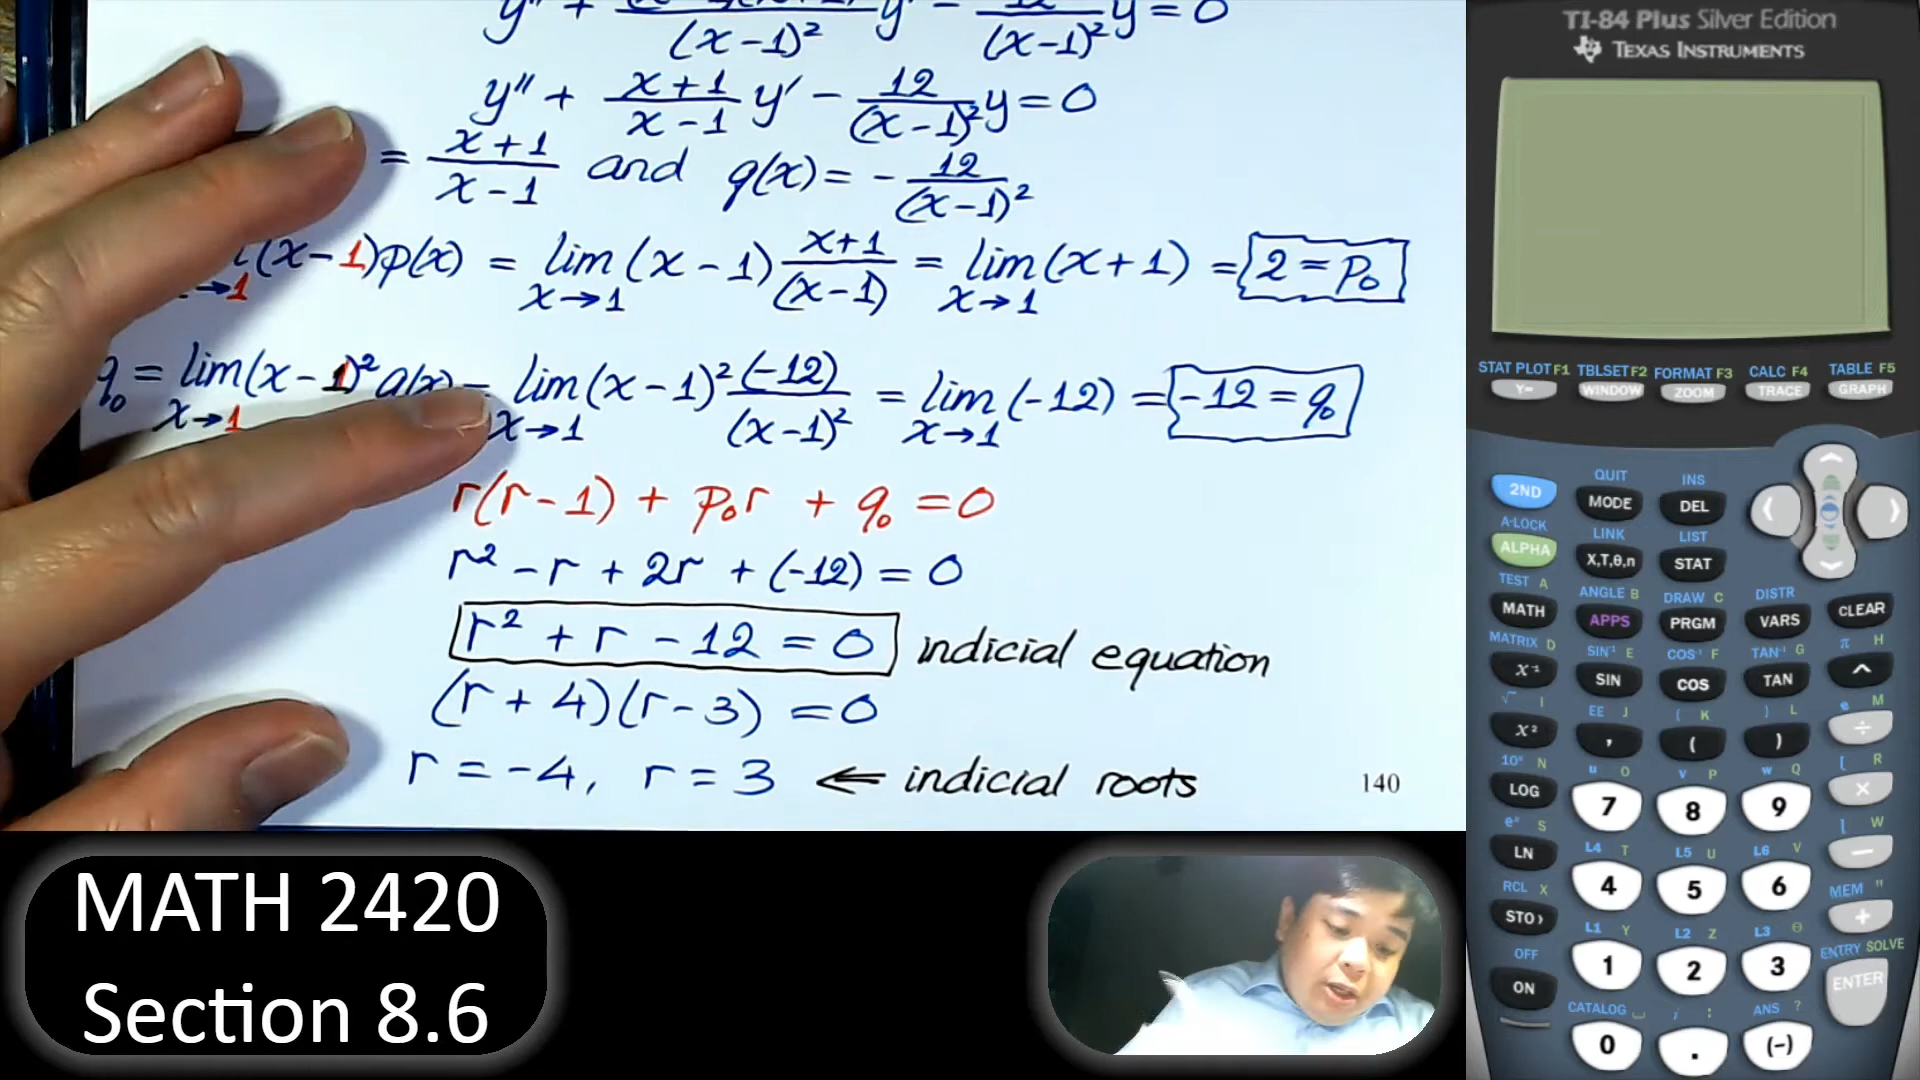 y'' + (x-1)² y' - 12/(x-1)² y = 0
y'' + (x+1)/(x-1) y' - 12/(x-1)² y = 0
= (x+1)/(x-1) and q(x) = - 12/(x-1)²
(x-1)p(x) = lim x→1 (x-1) (x+1)/(x-1) = lim x→1 (x+1) = 2 = p₀
q₀ = lim x→1 (x-1)² q(x) = lim x→1 (x-1)² (-12)/(x-1)² = lim x→1 (-12) = -12 = q₀
r(r-1) + p₀r + q₀ = 0
r² - r + 2r + (-12) = 0
r² + r - 12 = 0 indicial equation
(r+4)(r-3) = 0
r = -4, r = 3 ← indicial roots
140
MATH 2420
Section 8.6
TI-84 Plus Silver Edition
TEXAS INSTRUMENTS
STAT PLOT F1 TBLSET F2 FORMAT F3 CALC F4 TABLE F5
Y= WINDOW ZOOM TRACE GRAPH
QUIT INS
2ND MODE DEL
A-LOCK LINK LIST
ALPHA X,T,θ,n STAT
TEST A ANGLE B DRAW C DISTR
MATH APPS PRGM VARS CLEAR
MATRIX D SIN⁻¹ E COS⁻¹ F TAN⁻¹ G π H
x⁻¹ SIN COS TAN ^
√ I EE J { K } L e M
x² , ( ) ÷
10ˣ N u O v P w Q [ R
LOG 7 8 9 ×
eˣ S L4 T L5 U L6 V ] W
LN 4 5 6 −
RCL X L1 Y L2 Z L3 θ MEM "
STO› 1 2 3 +
OFF CATALOG ⎵ i : ANS ? ENTRY SOLVE
ON 0 . (-) ENTER